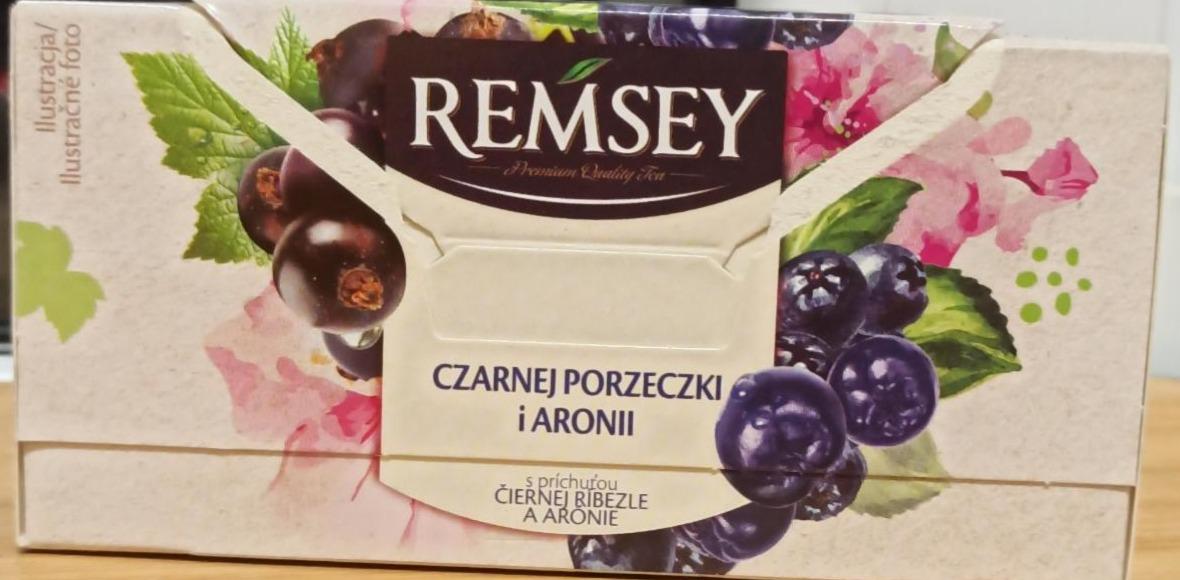 Ilustracja/
Ilustračné foto
REMSEY
Premium Quality Tea
CZARNEJ PORZECZKI
i ARONII
s príchuťou
ČIERNEJ RÍBEZLE
A ARÓNIE